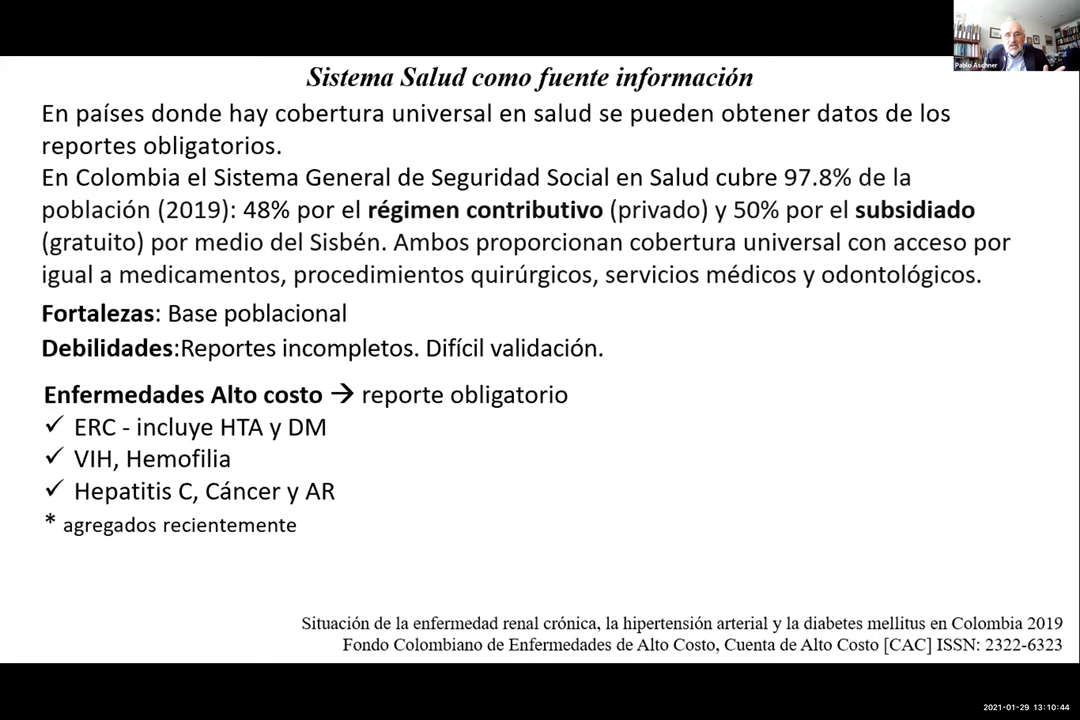 Pablo Aschner
Sistema Salud como fuente información
En países donde hay cobertura universal en salud se pueden obtener datos de los
reportes obligatorios.
En Colombia el Sistema General de Seguridad Social en Salud cubre 97.8% de la
población (2019): 48% por el régimen contributivo (privado) y 50% por el subsidiado
(gratuito) por medio del Sisbén. Ambos proporcionan cobertura universal con acceso por
igual a medicamentos, procedimientos quirúrgicos, servicios médicos y odontológicos.
Fortalezas: Base poblacional
Debilidades:Reportes incompletos. Difícil validación.
Enfermedades Alto costo → reporte obligatorio
✓ ERC - incluye HTA y DM
✓ VIH, Hemofilia
✓ Hepatitis C, Cáncer y AR
* agregados recientemente
Situación de la enfermedad renal crónica, la hipertensión arterial y la diabetes mellitus en Colombia 2019
Fondo Colombiano de Enfermedades de Alto Costo, Cuenta de Alto Costo [CAC] ISSN: 2322-6323
2021-01-29 13:10:44